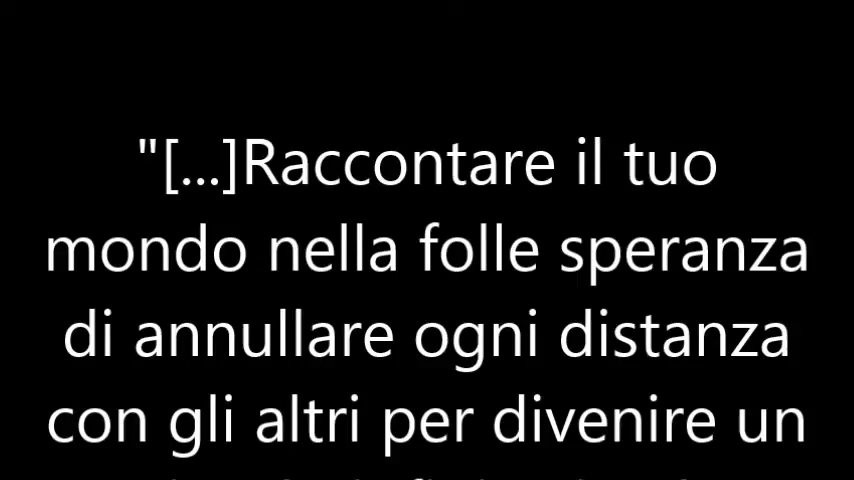 "[...]Raccontare il tuo
mondo nella folle speranza
di annullare ogni distanza
con gli altri per divenire un